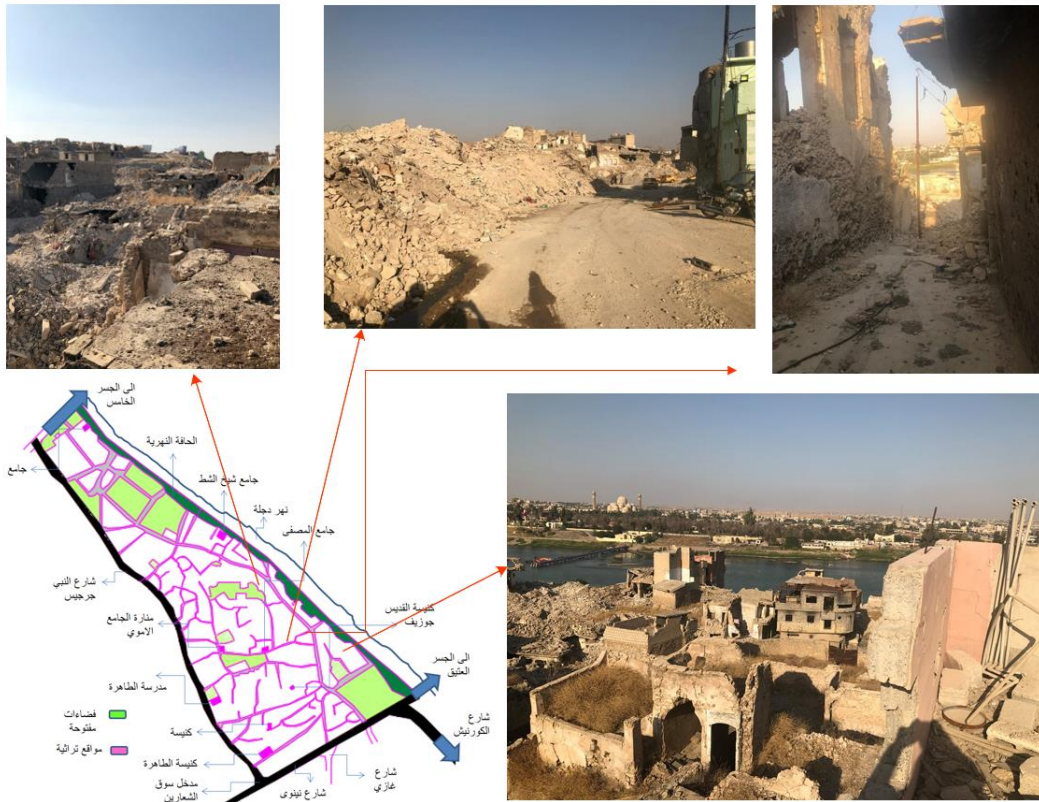 الى الجسر
الخامس
الحافة النهرية
جامع شيخ الشط
نهر دجلة
جامع المصفى
جامع
شارع النبي
جرجيس
منارة الجامع
الاموي
كنيسة القديس
جوزيف
الى الجسر
العتيق
مدرسة الطاهرة
فضاءات
مفتوحة
مواقع تراثية
كنيسة
شارع
الكورنيش
كنيسة الطاهرة
مدخل سوق
الشعارين
شارع نينوى
شارع
غازي